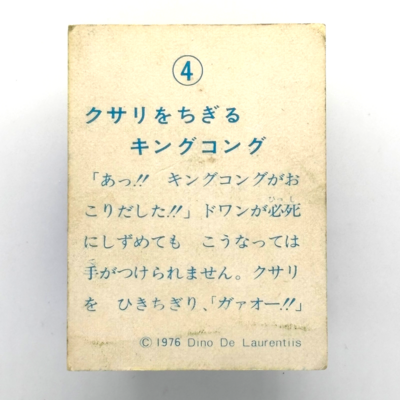 ④
クサリをちぎる
キングコング
「あっ!!　キングコングがお
こりだした!!」ドワンが必死
にしずめても　こうなっては
手がつけられません。クサリ
を　ひきちぎり、「ガァオー!!」
© 1976 Dino De Laurentiis